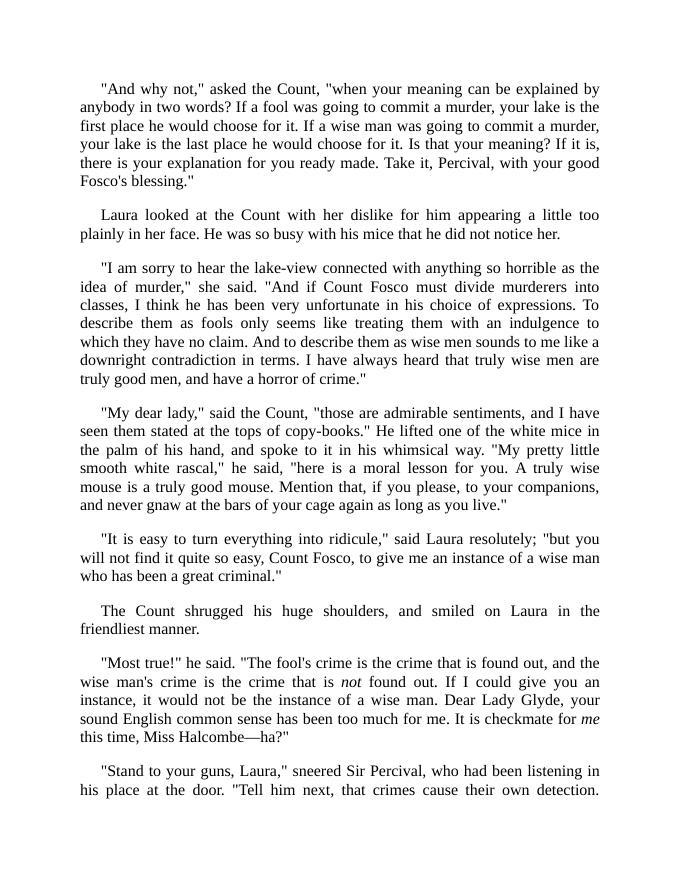 "And why not," asked the Count, "when your meaning can be explained by
anybody in two words? If a fool was going to commit a murder, your lake is the
first place he would choose for it. If a wise man was going to commit a murder,
your lake is the last place he would choose for it. Is that your meaning? If it is,
there is your explanation for you ready made. Take it, Percival, with your good
Fosco's blessing."
Laura looked at the Count with her dislike for him appearing a little too
plainly in her face. He was so busy with his mice that he did not notice her.
"I am sorry to hear the lake-view connected with anything so horrible as the
idea of murder," she said. "And if Count Fosco must divide murderers into
classes, I think he has been very unfortunate in his choice of expressions. To
describe them as fools only seems like treating them with an indulgence to
which they have no claim. And to describe them as wise men sounds to me like a
downright contradiction in terms. I have always heard that truly wise men are
truly good men, and have a horror of crime."
"My dear lady," said the Count, "those are admirable sentiments, and I have
seen them stated at the tops of copy-books." He lifted one of the white mice in
the palm of his hand, and spoke to it in his whimsical way. "My pretty little
smooth white rascal," he said, "here is a moral lesson for you. A truly wise
mouse is a truly good mouse. Mention that, if you please, to your companions,
and never gnaw at the bars of your cage again as long as you live."
"It is easy to turn everything into ridicule," said Laura resolutely; "but you
will not find it quite so easy, Count Fosco, to give me an instance of a wise man
who has been a great criminal."
The Count shrugged his huge shoulders, and smiled on Laura in the
friendliest manner.
"Most true!" he said. "The fool's crime is the crime that is found out, and the
wise man's crime is the crime that is not found out. If I could give you an
instance, it would not be the instance of a wise man. Dear Lady Glyde, your
sound English common sense has been too much for me. It is checkmate for me
this time, Miss Halcombe—ha?"
"Stand to your guns, Laura," sneered Sir Percival, who had been listening in
his place at the door. "Tell him next, that crimes cause their own detection.